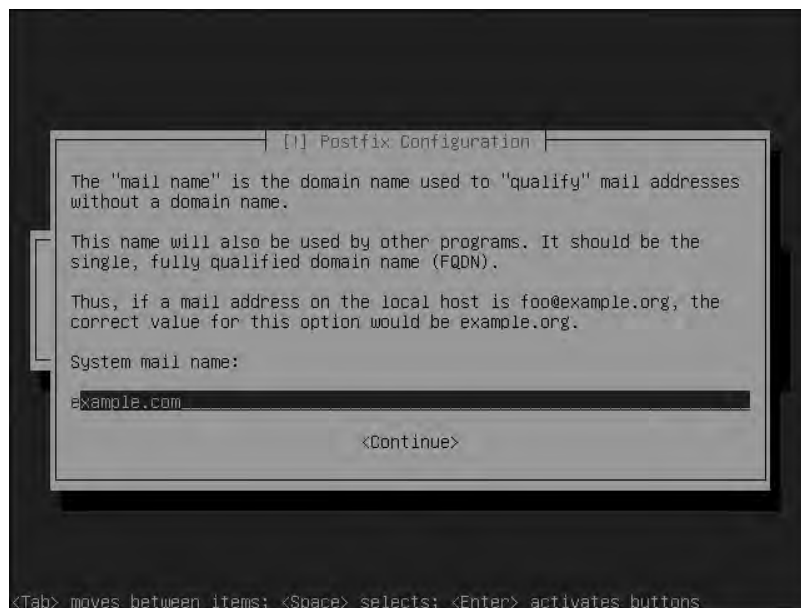 [!] Postfix Configuration
The "mail name" is the domain name used to "qualify" mail addresses
without a domain name.
This name will also be used by other programs. It should be the
single, fully qualified domain name (FQDN).
Thus, if a mail address on the local host is foo@example.org, the
correct value for this option would be example.org.
System mail name:
example.com
<Continue>
<Tab> moves between items; <Space> selects; <Enter> activates buttons